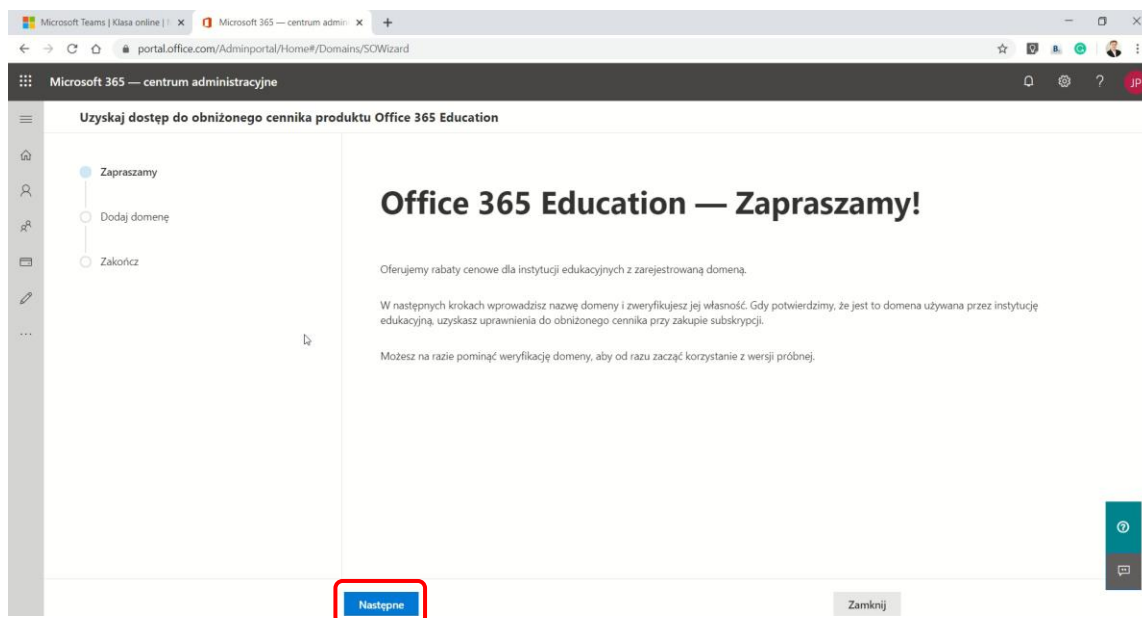 Microsoft Teams | Klasa online |
Microsoft 365 — centrum admin
portal.office.com/Adminportal/Home#/Domains/SOWizard
Microsoft 365 — centrum administracyjne
JP
Uzyskaj dostęp do obniżonego cennika produktu Office 365 Education
Zapraszamy
Dodaj domenę
Zakończ
Office 365 Education — Zapraszamy!
Oferujemy rabaty cenowe dla instytucji edukacyjnych z zarejestrowaną domeną.
W następnych krokach wprowadzisz nazwę domeny i zweryfikujesz jej własność. Gdy potwierdzimy, że jest to domena używana przez instytucję
edukacyjną, uzyskasz uprawnienia do obniżonego cennika przy zakupie subskrypcji.
Możesz na razie pominąć weryfikację domeny, aby od razu zacząć korzystanie z wersji próbnej.
Następne
Zamknij